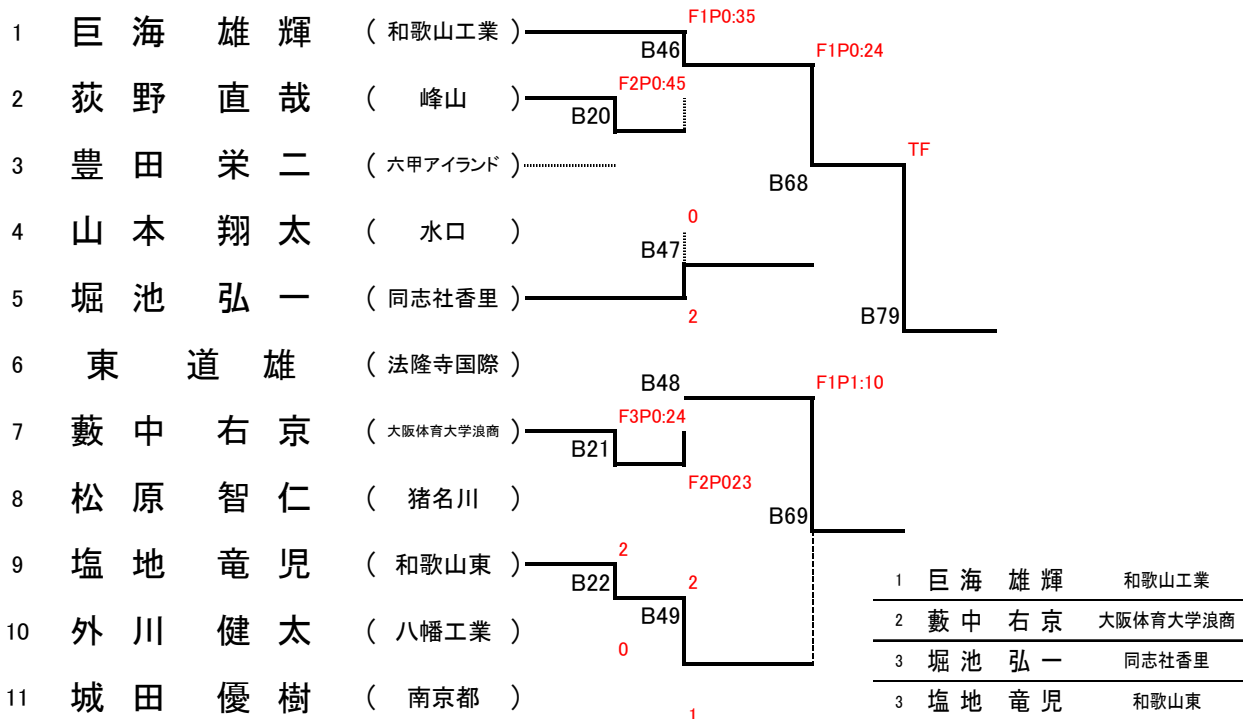 F1P0:35
1 巨海 雄輝 （ 和歌山工業 ）
B46 F1P0:24
F2P0:45
2 荻野 直哉 （ 峰山 ）
B20
TF
3 豊田 栄二 （ 六甲アイランド ）
B68
0
4 山本 翔太 （ 水口 ）
B47
5 堀池 弘一 （ 同志社香里 ）
2 B79
6 東 道雄 （ 法隆寺国際 ）
B48 F1P1:10
F3P0:24
7 藪中 右京 （ 大阪体育大学浪商 ）
B21
F2P023
8 松原 智仁 （ 猪名川 ）
B69
2
9 塩地 竜児 （ 和歌山東 ）
B22 2
1 巨海 雄輝 和歌山工業
B49
2 藪中 右京 大阪体育大学浪商
10 外川 健太 （ 八幡工業 ）
0
3 堀池 弘一 同志社香里
11 城田 優樹 （ 南京都 ）
3 塩地 竜児 和歌山東
1